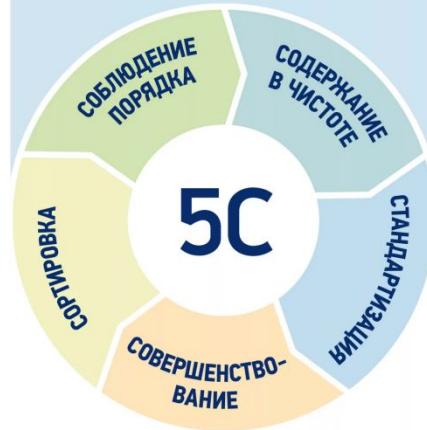 СОБЛЮДЕНИЕ
ПОРЯДКА
СОДЕРЖАНИЕ
В ЧИСТОТЕ
5С
СОРТИРОВКА
СТАНДАРТИЗАЦИЯ
СОВЕРШЕНСТВО-
ВАНИЕ